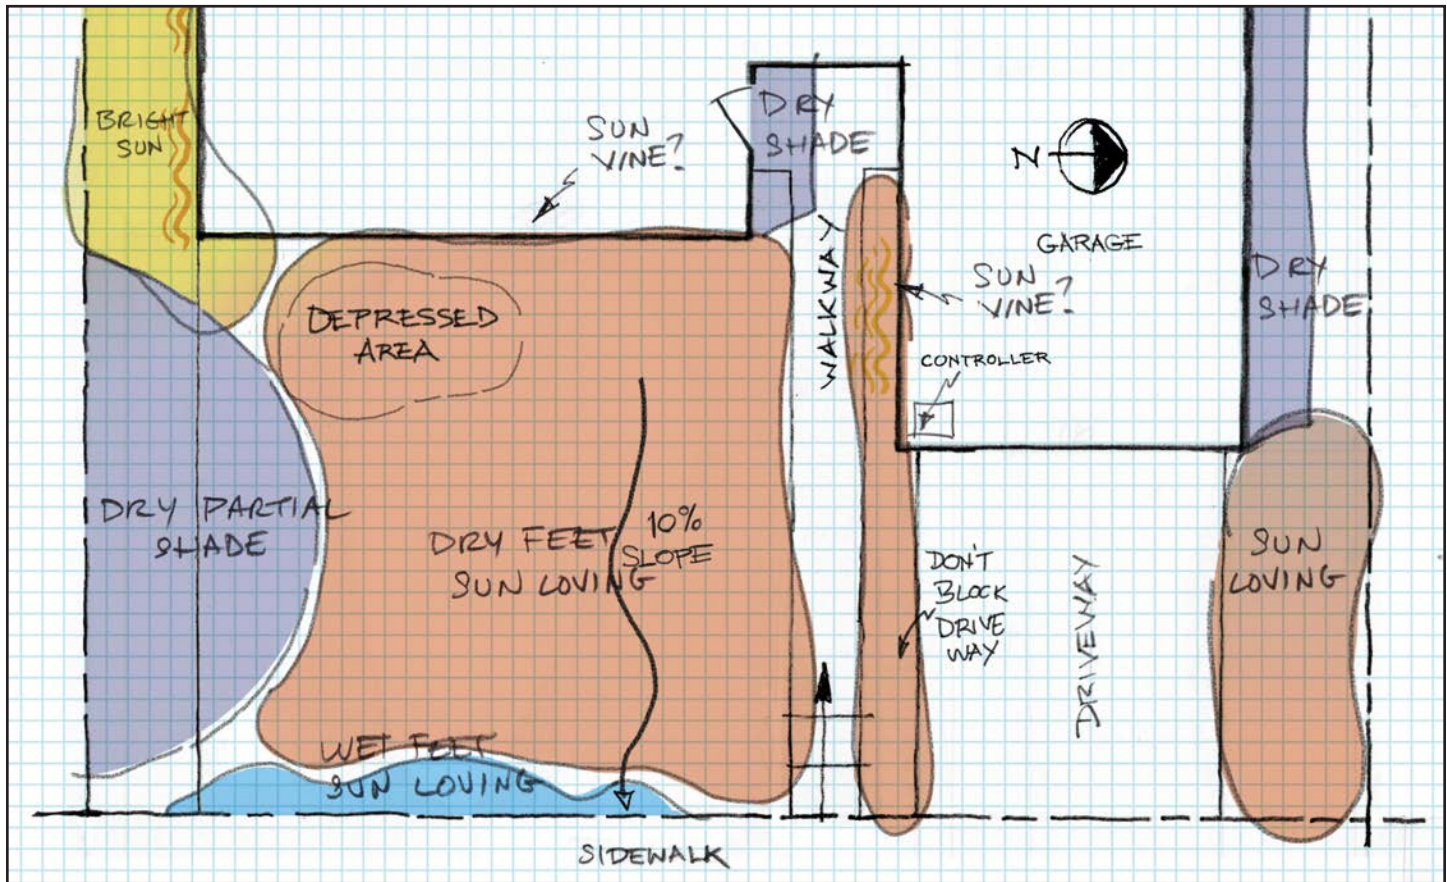 BRIGHT
SUN
SUN
VINE?
DRY
SHADE
N
GARAGE
DEPRESSED
AREA
WALKWAY
SUN
VINE?
DRY
SHADE
CONTROLLER
DRY PARTIAL
SHADE
DRY FEET
SUN LOVING
10%
SLOPE
DON'T
BLOCK
DRIVE
WAY
DRIVEWAY
SUN
LOVING
WET FEET
SUN LOVING
SIDEWALK